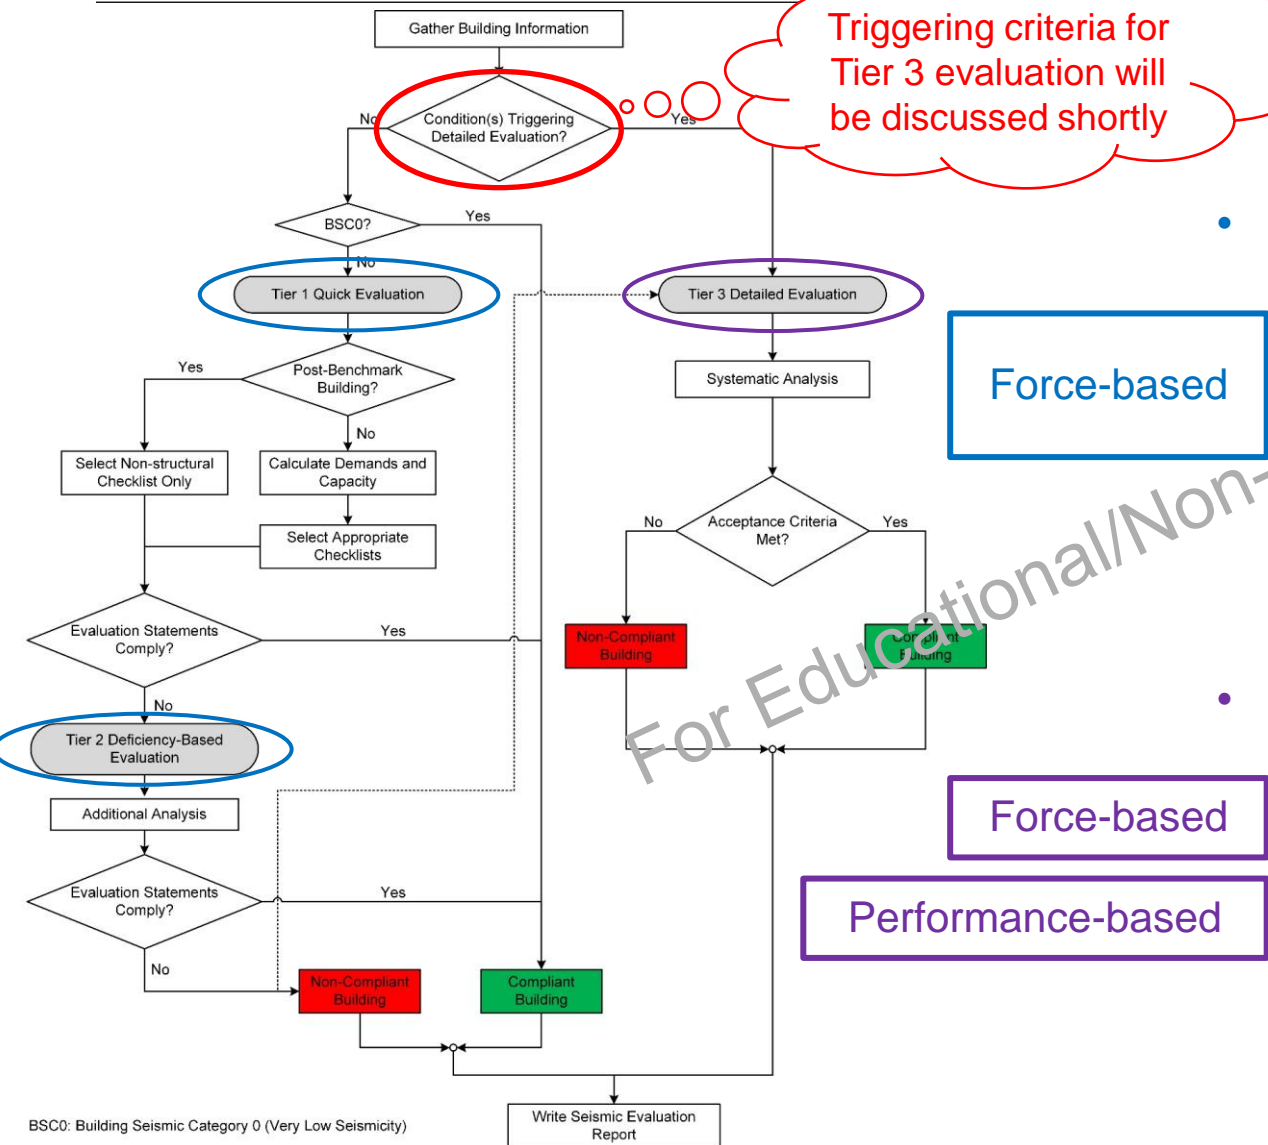 Gather Building Information
Triggering criteria for
Tier 3 evaluation will
be discussed shortly
Condition(s) Triggering
Detailed Evaluation?
No
Yes
BSC0?
Yes
No
Tier 1 Quick Evaluation
Tier 3 Detailed Evaluation
Post-Benchmark
Building?
Yes
No
Systematic Analysis
Force-based
Select Non-structural
Checklist Only
Calculate Demands and
Capacity
Select Appropriate
Checklists
Acceptance Criteria
Met?
No
Yes
Evaluation Statements
Comply?
Yes
No
Non-Compliant
Building
Compliant
Building
For Educational/Non-
Tier 2 Deficiency-Based
Evaluation
Additional Analysis
Force-based
Evaluation Statements
Comply?
Yes
No
Performance-based
Non-Compliant
Building
Compliant
Building
Write Seismic Evaluation
Report
BSC0: Building Seismic Category 0 (Very Low Seismicity)